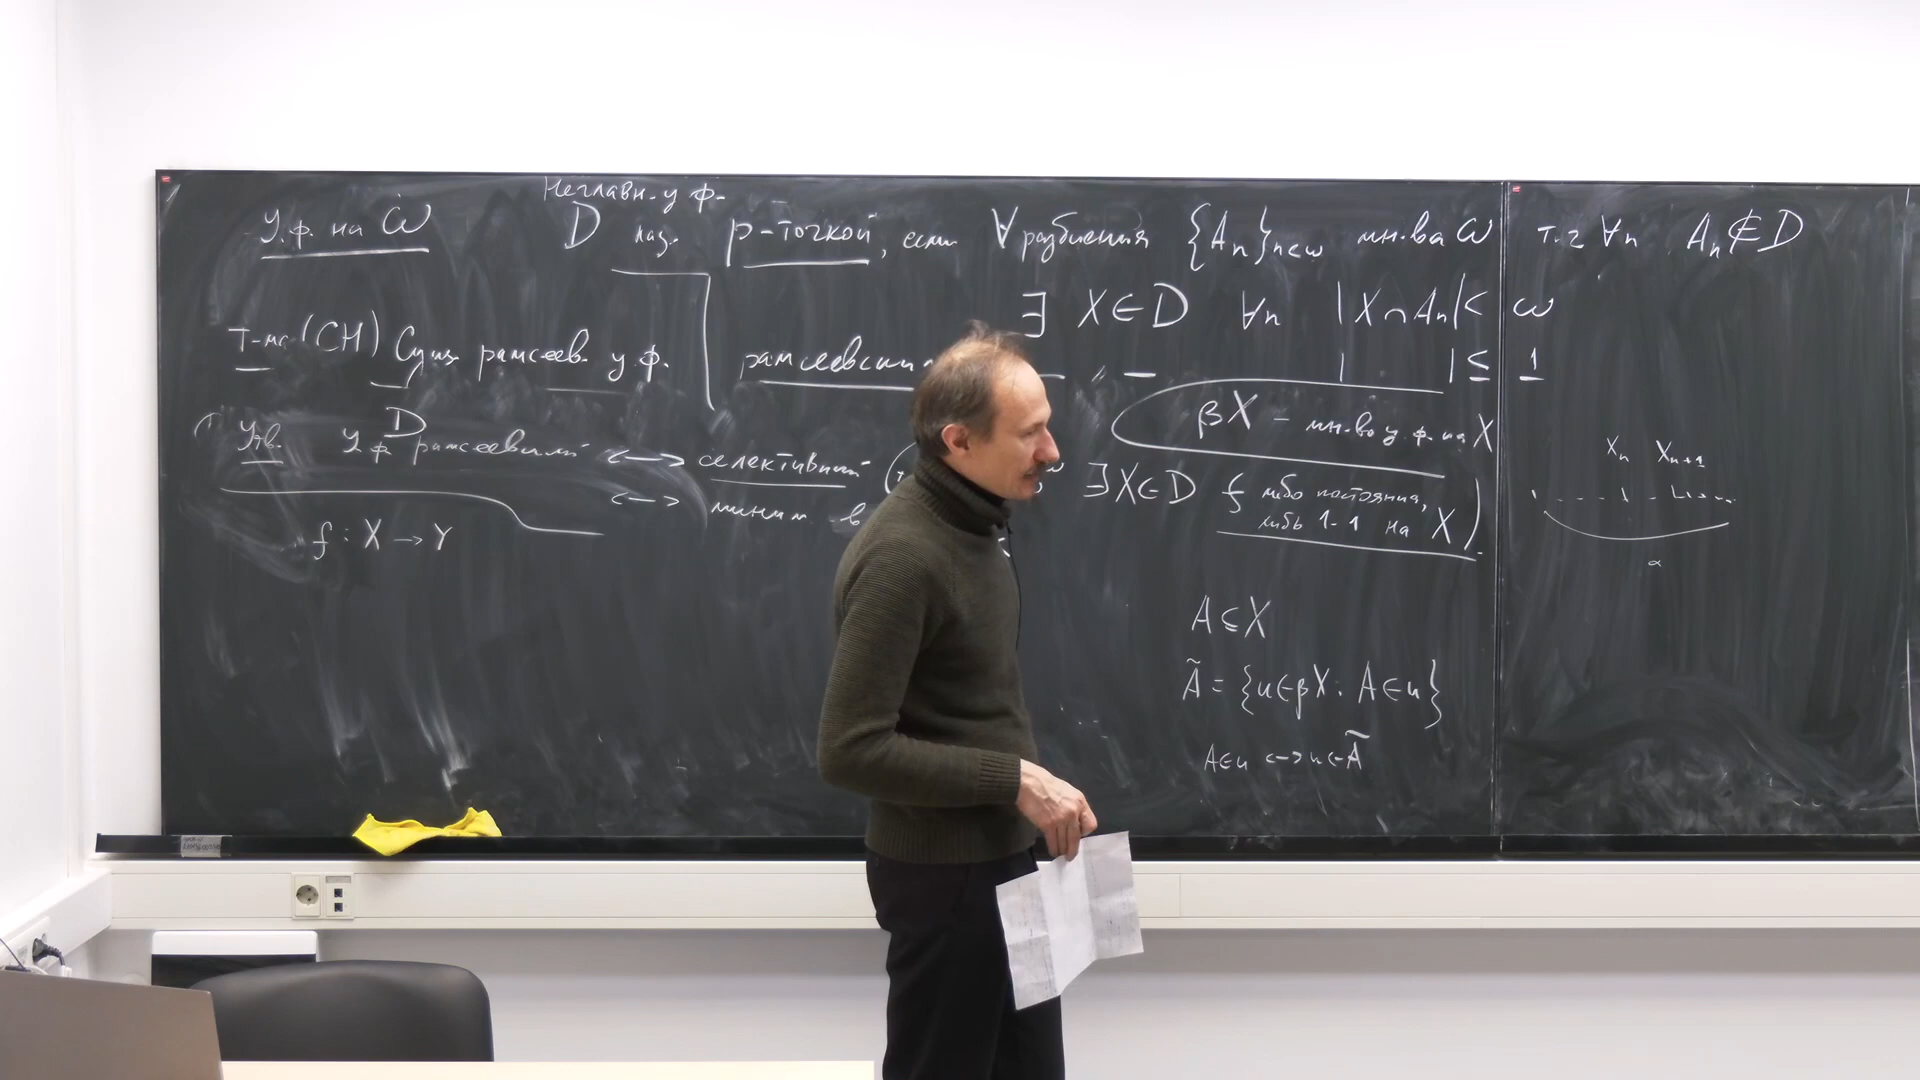 Неглавн. у.ф.
У.ф. на ω
D наз. p-точкой, если ∀ разбиения {Aₙ}ₙ∈ω мн-ва ω т.ч. ∀n Aₙ∉D
∃ X∈D ∀n |X∩Aₙ|< ω
Т-ма (CH) Сущ. рамсеев. у.ф.
рамсеевским — " — | |≤ 1
βX – мн-во у.ф. на X
Утв. у.ф. D рамсеевский ↔ селективный
∃X∈D f либо постоянна,
либо 1-1 на X)
↔ миним. в
f : X → Y
Xₙ Xₙ₊₁
α
A⊆X
Ã = {u∈βX : A∈u}
A∈u ↔ u∈Ã